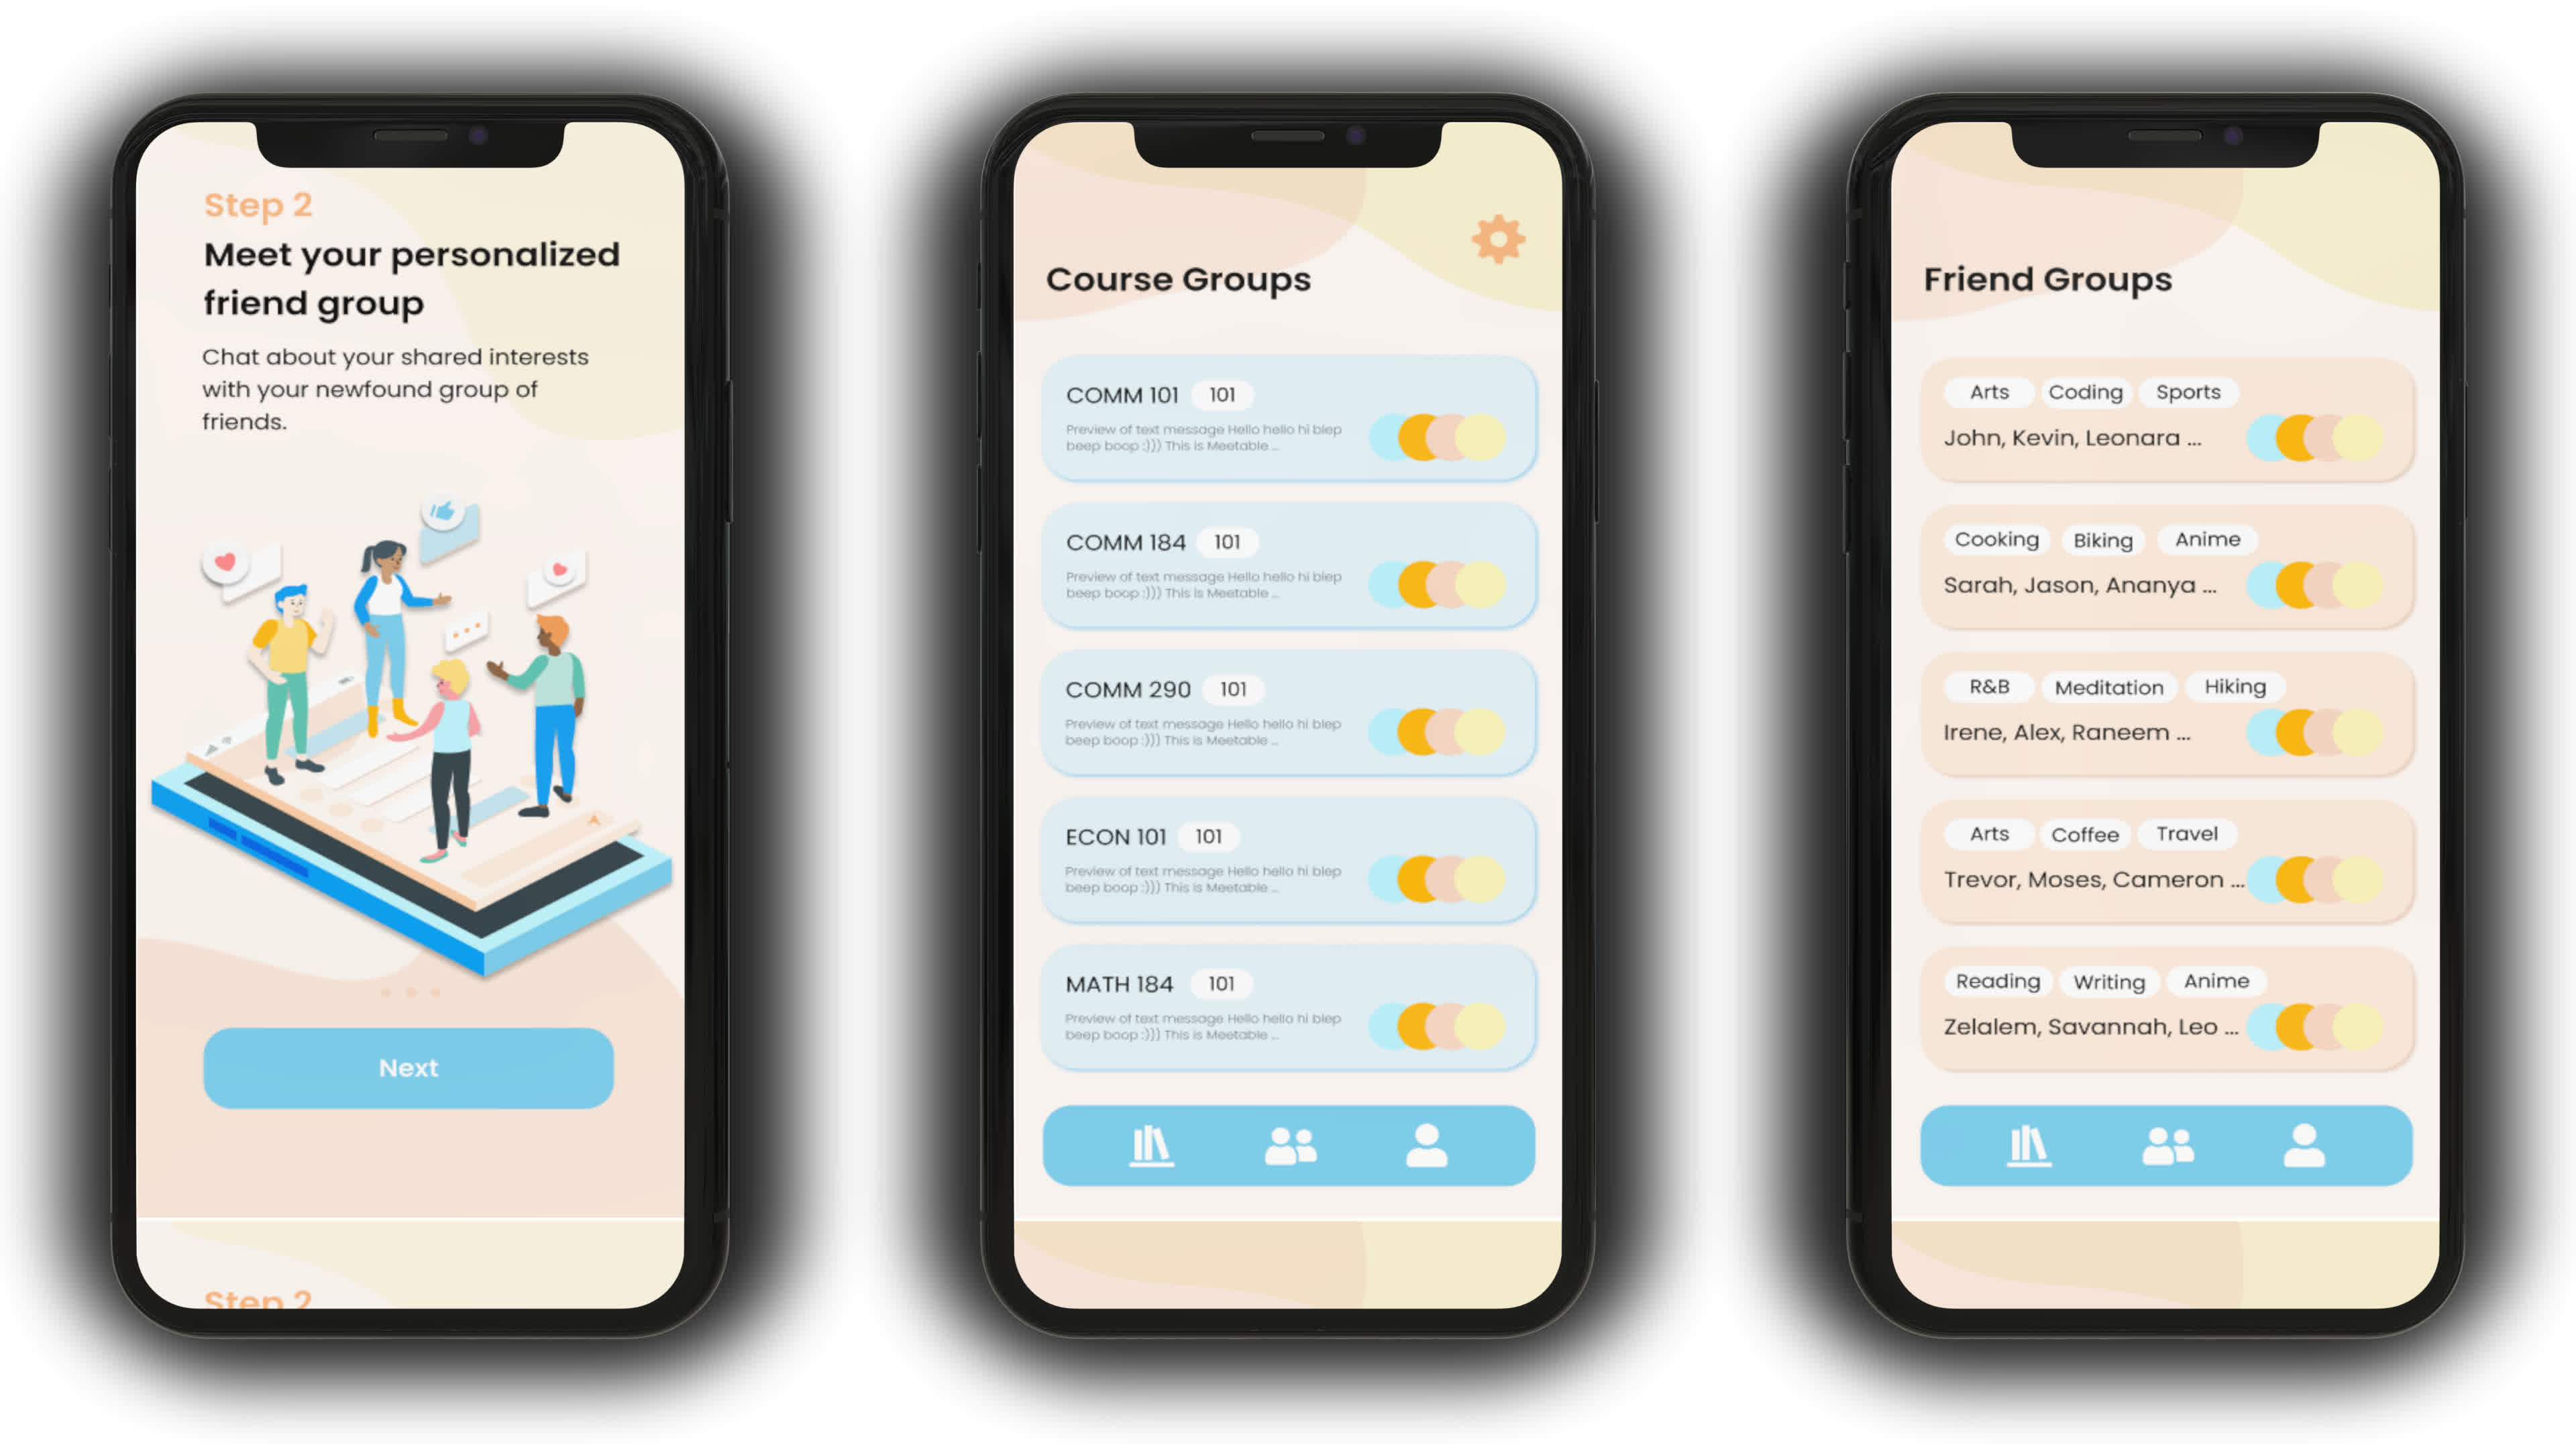 Step 2
Meet your personalized
friend group
Chat about your shared interests
with your newfound group of
friends.
Next
Step 2
Course Groups
COMM 101 101
Preview of text message Hello hello hi blep
beep boop :))) This is Meetable ...
COMM 184 101
Preview of text message Hello hello hi blep
beep boop :))) This is Meetable ...
COMM 290 101
Preview of text message Hello hello hi blep
beep boop :))) This is Meetable ...
ECON 101 101
Preview of text message Hello hello hi blep
beep boop :))) This is Meetable ...
MATH 184 101
Preview of text message Hello hello hi blep
beep boop :))) This is Meetable ...
Friend Groups
Arts Coding Sports
John, Kevin, Leonara ...
Cooking Biking Anime
Sarah, Jason, Ananya ...
R&B Meditation Hiking
Irene, Alex, Raneem ...
Arts Coffee Travel
Trevor, Moses, Cameron ...
Reading Writing Anime
Zelalem, Savannah, Leo ...